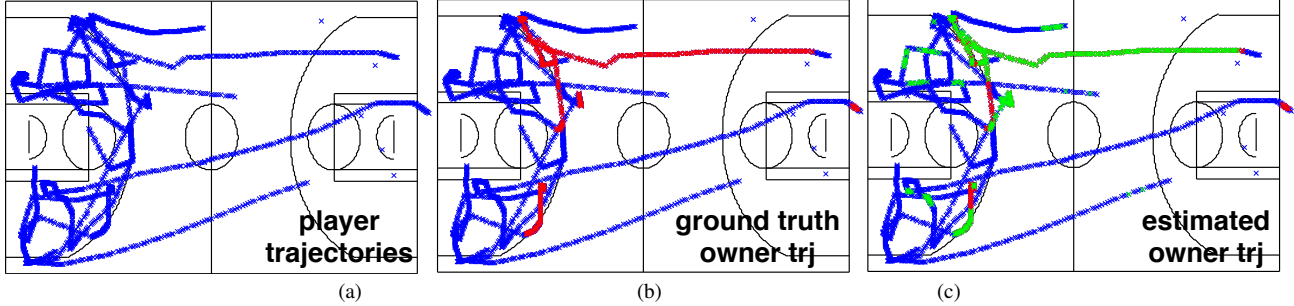 player
trajectories
ground truth
owner trj
estimated
owner trj
(a)
(b)
(c)